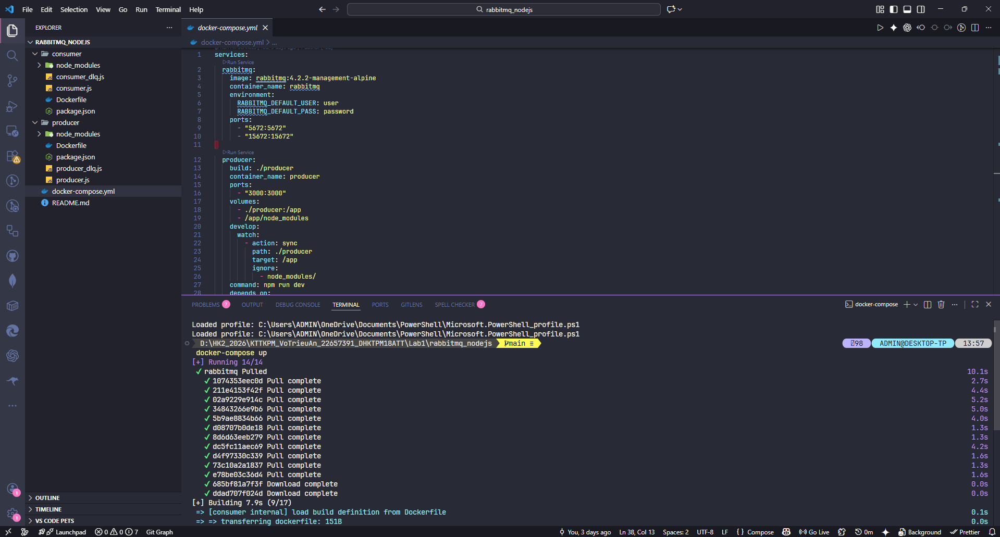 File Edit Selection View Go Run Terminal Help
rabbitmq_nodejs
EXPLORER
RABBITMQ_NODEJS
consumer
node_modules
consumer_dlq.js
consumer.js
Dockerfile
package.json
producer
node_modules
Dockerfile
package.json
producer_dlq.js
producer.js
docker-compose.yml
README.md
OUTLINE
TIMELINE
VS CODE PETS
docker-compose.yml
docker-compose.yml > ...
1 services:
Run Service
2 rabbitmq:
3 image: rabbitmq:4.2.2-management-alpine
4 container_name: rabbitmq
5 environment:
6 RABBITMQ_DEFAULT_USER: user
7 RABBITMQ_DEFAULT_PASS: password
8 ports:
9 - "5672:5672"
10 - "15672:15672"
11
Run Service
12 producer:
13 build: ./producer
14 container_name: producer
15 ports:
16 - "3000:3000"
17 volumes:
18 - ./producer:/app
19 - /app/node_modules
20 develop:
21 watch:
22 - action: sync
23 path: ./producer
24 target: /app
25 ignore:
26 - node_modules/
27 command: npm run dev
28 depends_on:
PROBLEMS 7 OUTPUT DEBUG CONSOLE TERMINAL PORTS GITLENS SPELL CHECKER 7
docker-compose
Loaded profile: C:\Users\ADMIN\OneDrive\Documents\PowerShell\Microsoft.PowerShell_profile.ps1
Loaded profile: C:\Users\ADMIN\OneDrive\Documents\PowerShell\Microsoft.PowerShell_profile.ps1
D:\HK2_2026\KTTKPM_VoTrieuAn_22657391_DHKTPM18ATT\Lab1\rabbitmq_nodejs main ≡ 98 ADMIN@DESKTOP-TP 13:57
docker-compose up
[+] Running 14/14
✔ rabbitmq Pulled 10.1s
✔ 1074353eec0d Pull complete 2.7s
✔ 211e4153f42f Pull complete 4.4s
✔ 02a9229e914c Pull complete 5.2s
✔ 34843266e9b6 Pull complete 5.0s
✔ 5b9ae8834b66 Pull complete 4.0s
✔ d08707b0de18 Pull complete 1.3s
✔ 8d6d63eeb279 Pull complete 1.3s
✔ dc5fc11aec69 Pull complete 4.2s
✔ d4f97330c339 Pull complete 1.6s
✔ 73c10a2a1837 Pull complete 1.3s
✔ e78be03c36d4 Pull complete 1.6s
✔ 685bf81a7f3f Download complete 0.0s
✔ ddad707f024d Download complete 0.0s
[+] Building 7.9s (9/17)
=> [consumer internal] load build definition from Dockerfile 0.1s
=> => transferring dockerfile: 151B 0.0s
1
1
Launchpad 0 0 7 Git Graph You, 3 days ago Ln 38, Col 13 Spaces: 2 UTF-8 LF {} Compose Go Live 0m Background Prettier